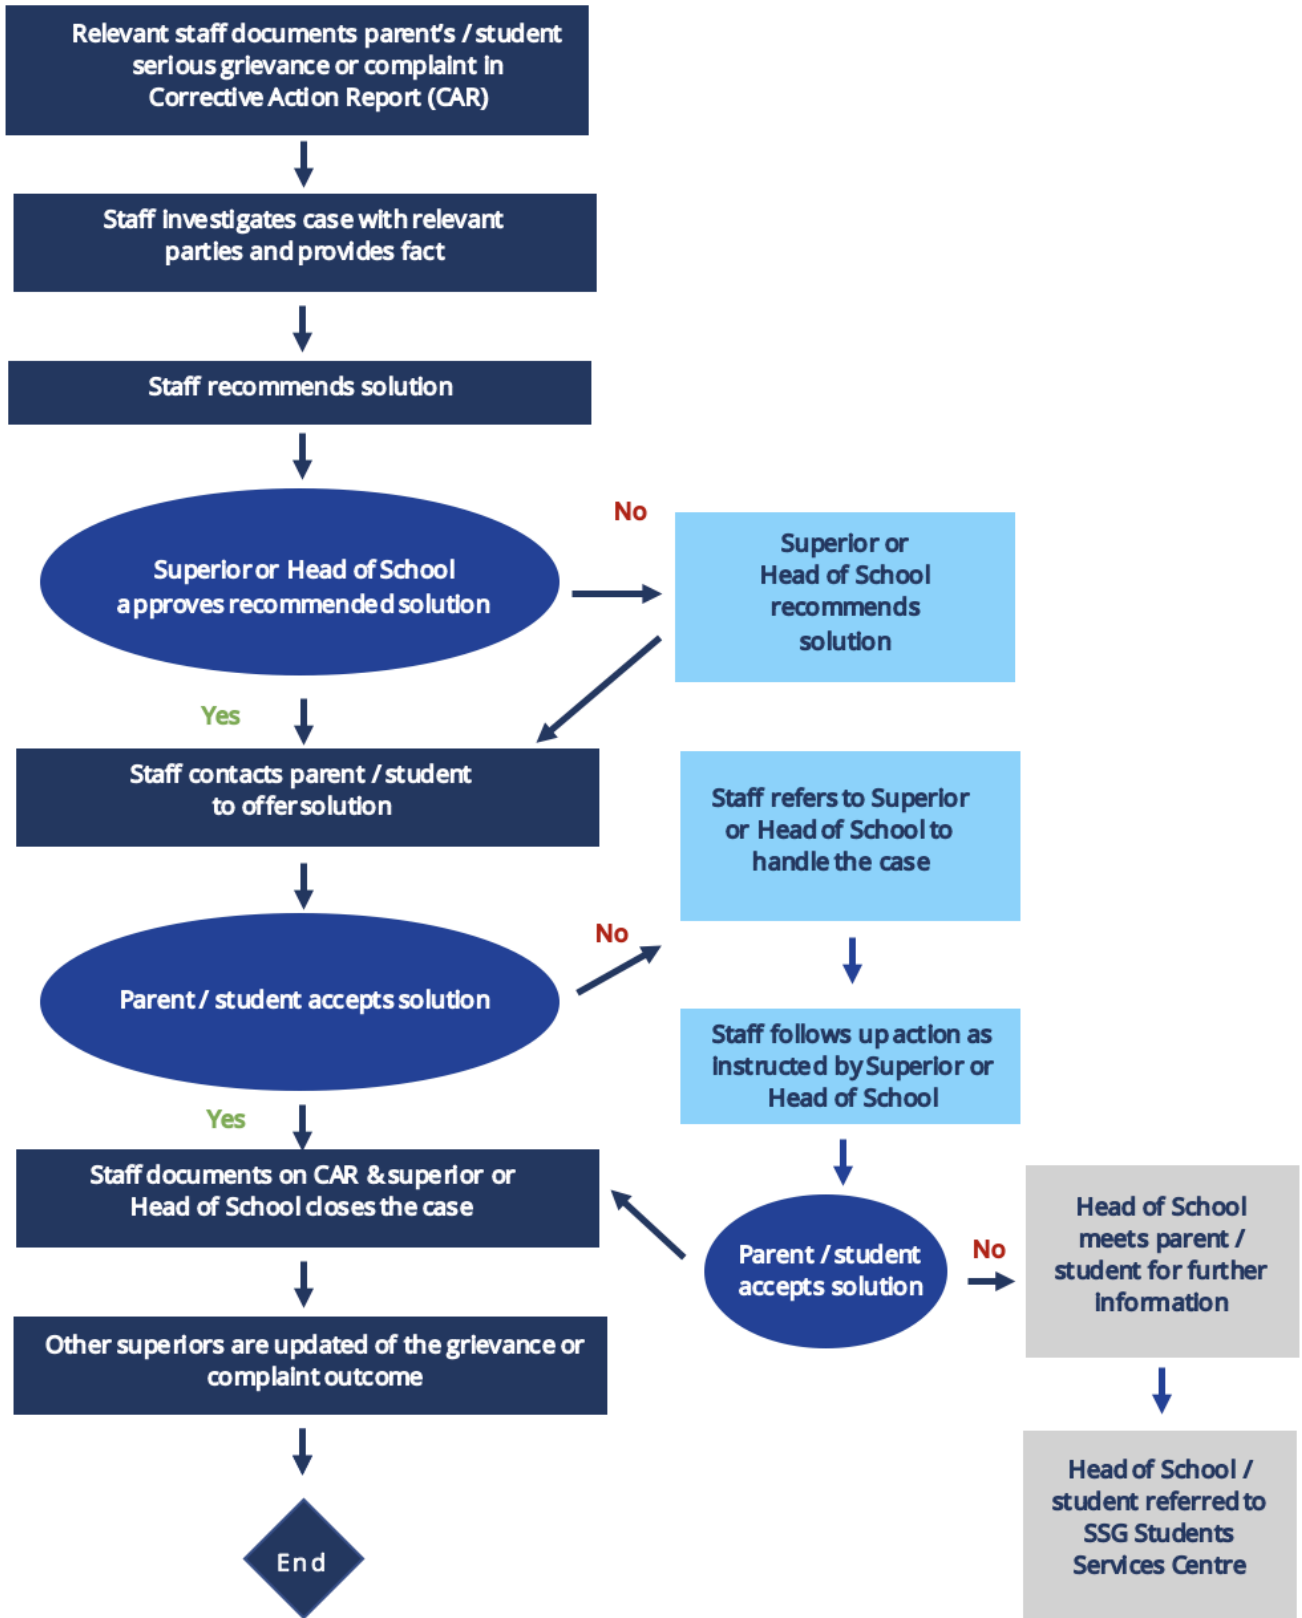 Relevant staff documents parent's / student
serious grievance or complaint in
Corrective Action Report (CAR)
Staff investigates case with relevant
parties and provides fact
Staff recommends solution
Superior or Head of School
approves recommended solution
No
Superior or
Head of School
recommends
solution
Yes
Staff contacts parent / student
to offer solution
Staff refers to Superior
or Head of School to
handle the case
Parent / student accepts solution
No
Staff follows up action as
instructed by Superior or
Head of School
Yes
Staff documents on CAR & superior or
Head of School closes the case
Parent / student
accepts solution
No
Head of School
meets parent /
student for further
information
Other superiors are updated of the grievance or
complaint outcome
Head of School /
student referred to
SSG Students
Services Centre
End